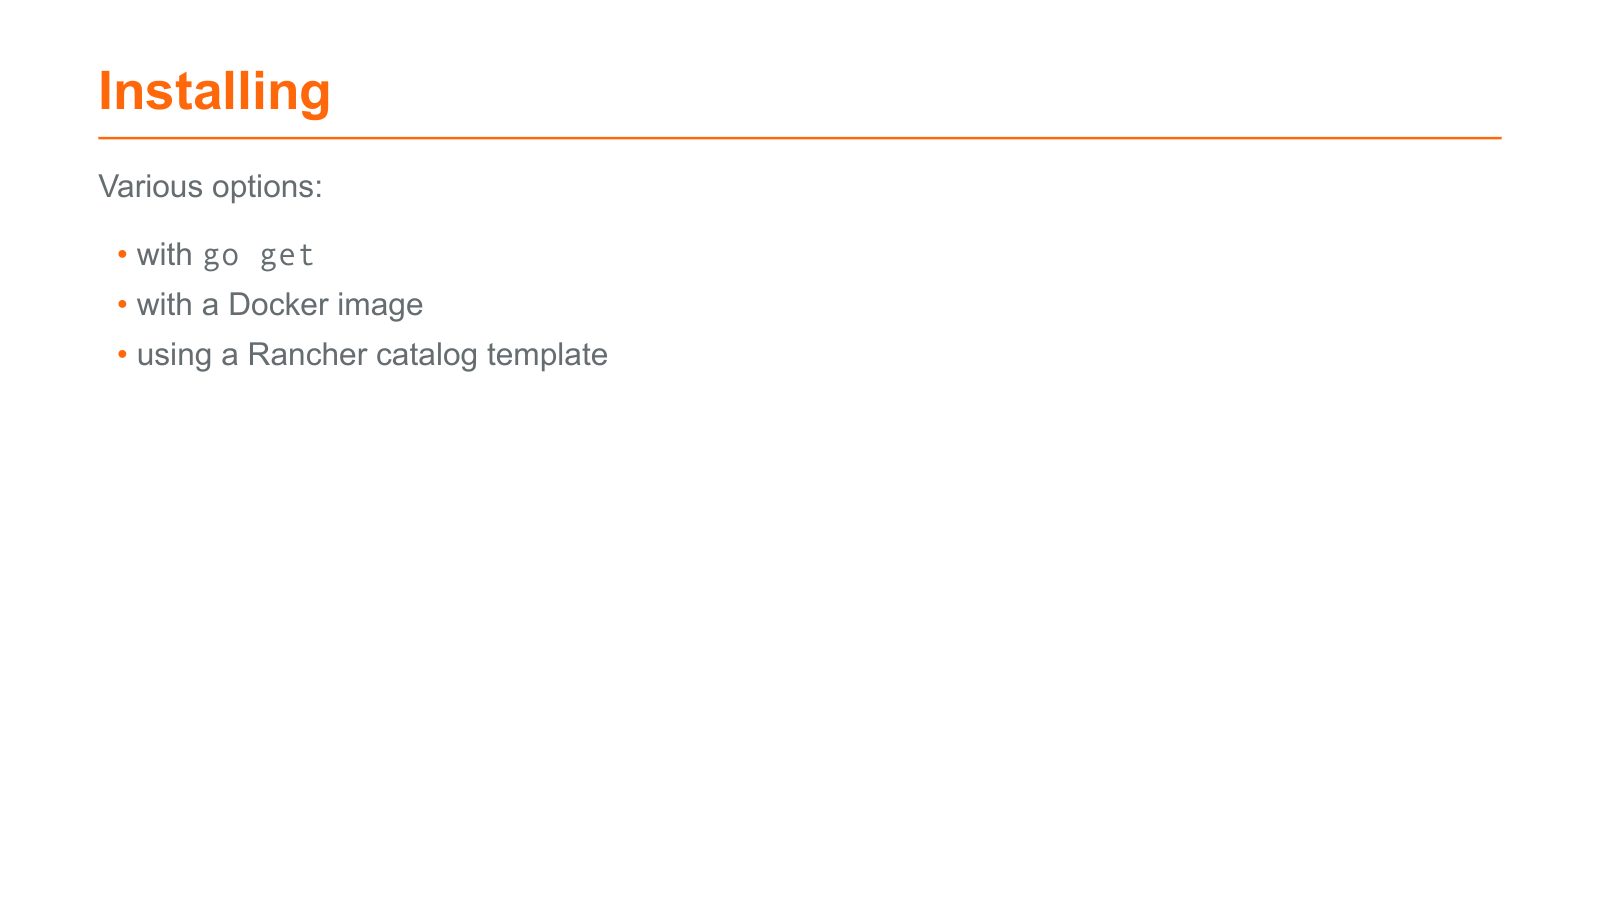 Installing
Various options:
• with go get
• with a Docker image
• using a Rancher catalog template